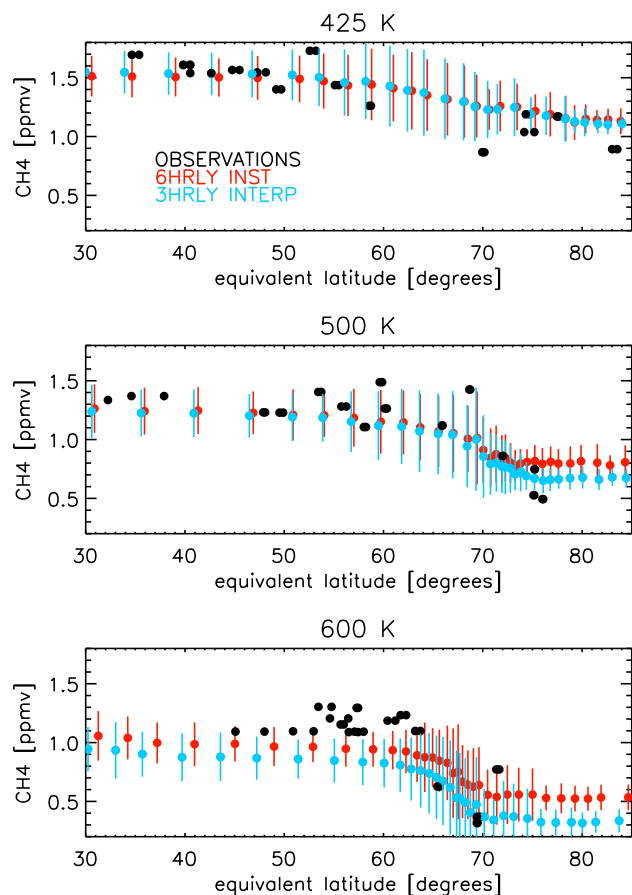 425 K
CH4 [ppmv]
1.5
1.0
0.5
OBSERVATIONS
6HRLY INST
3HRLY INTERP
30 40 50 60 70 80
equivalent latitude [degrees]
500 K
CH4 [ppmv]
1.5
1.0
0.5
30 40 50 60 70 80
equivalent latitude [degrees]
600 K
CH4 [ppmv]
1.5
1.0
0.5
30 40 50 60 70 80
equivalent latitude [degrees]